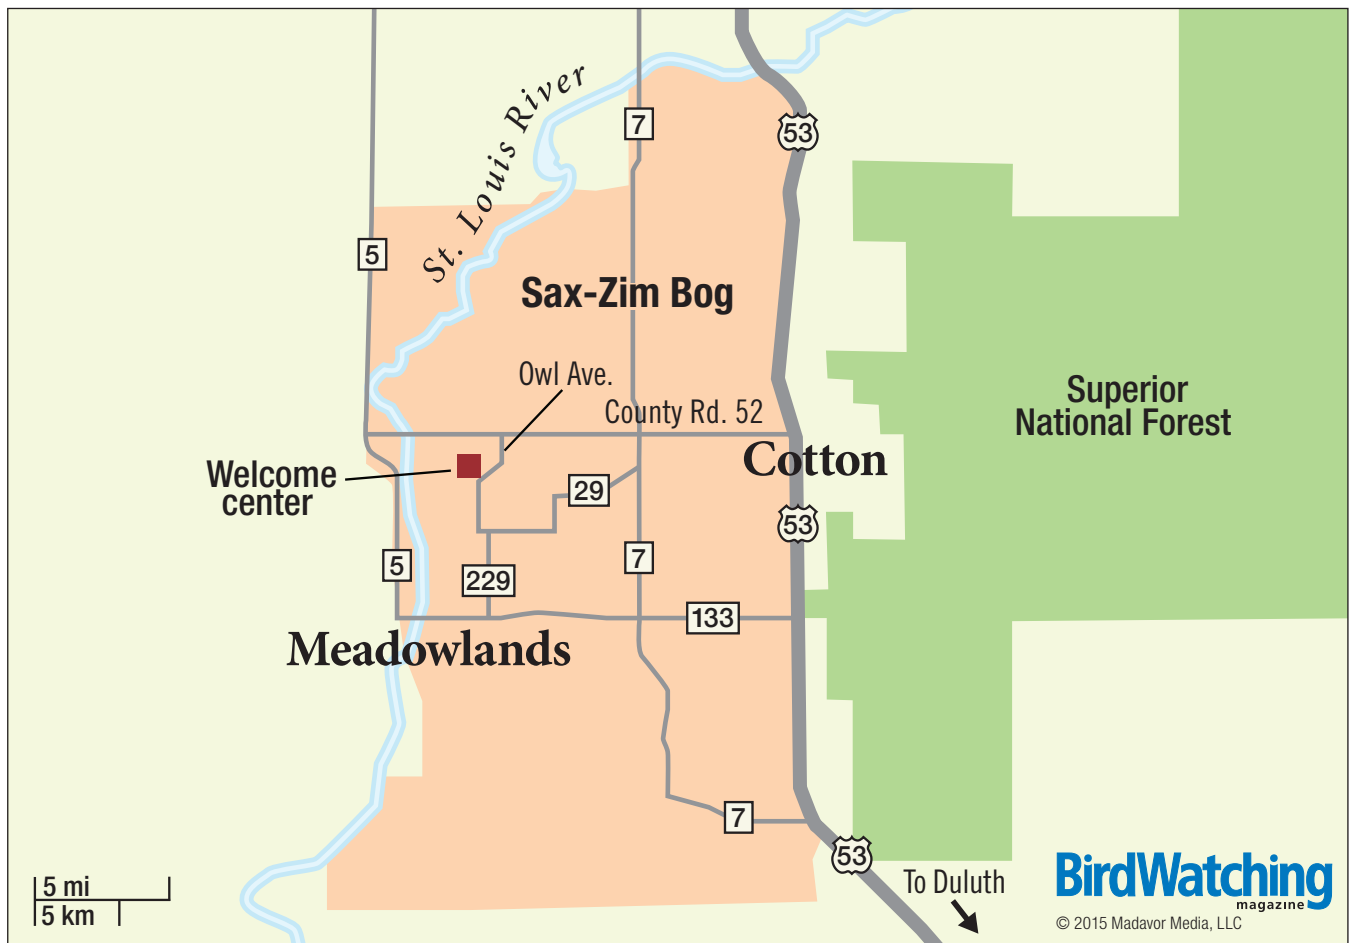 St. Louis River
7
53
5
Sax-Zim Bog
Owl Ave.
County Rd. 52
Superior
National Forest
Cotton
Welcome
center
29
53
5
229
7
133
Meadowlands
7
53
To Duluth
5 mi
5 km
BirdWatching
magazine
© 2015 Madavor Media, LLC